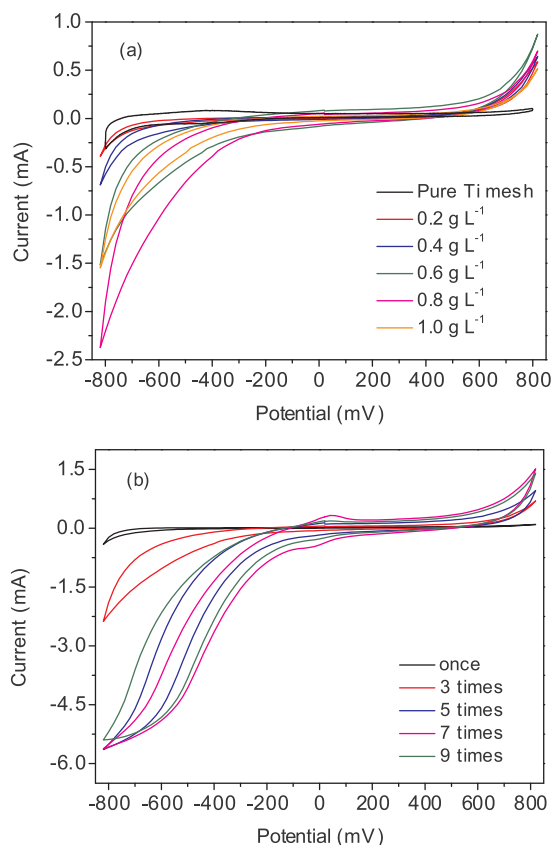 (a)
Current (mA)
1.0
0.5
0.0
-0.5
-1.0
-1.5
-2.0
-2.5
Pure Ti mesh
0.2 g L⁻¹
0.4 g L⁻¹
0.6 g L⁻¹
0.8 g L⁻¹
1.0 g L⁻¹
-800 -600 -400 -200 0 200 400 600 800
Potential (mV)
(b)
Current (mA)
1.5
0.0
-1.5
-3.0
-4.5
-6.0
once
3 times
5 times
7 times
9 times
-800 -600 -400 -200 0 200 400 600 800
Potential (mV)